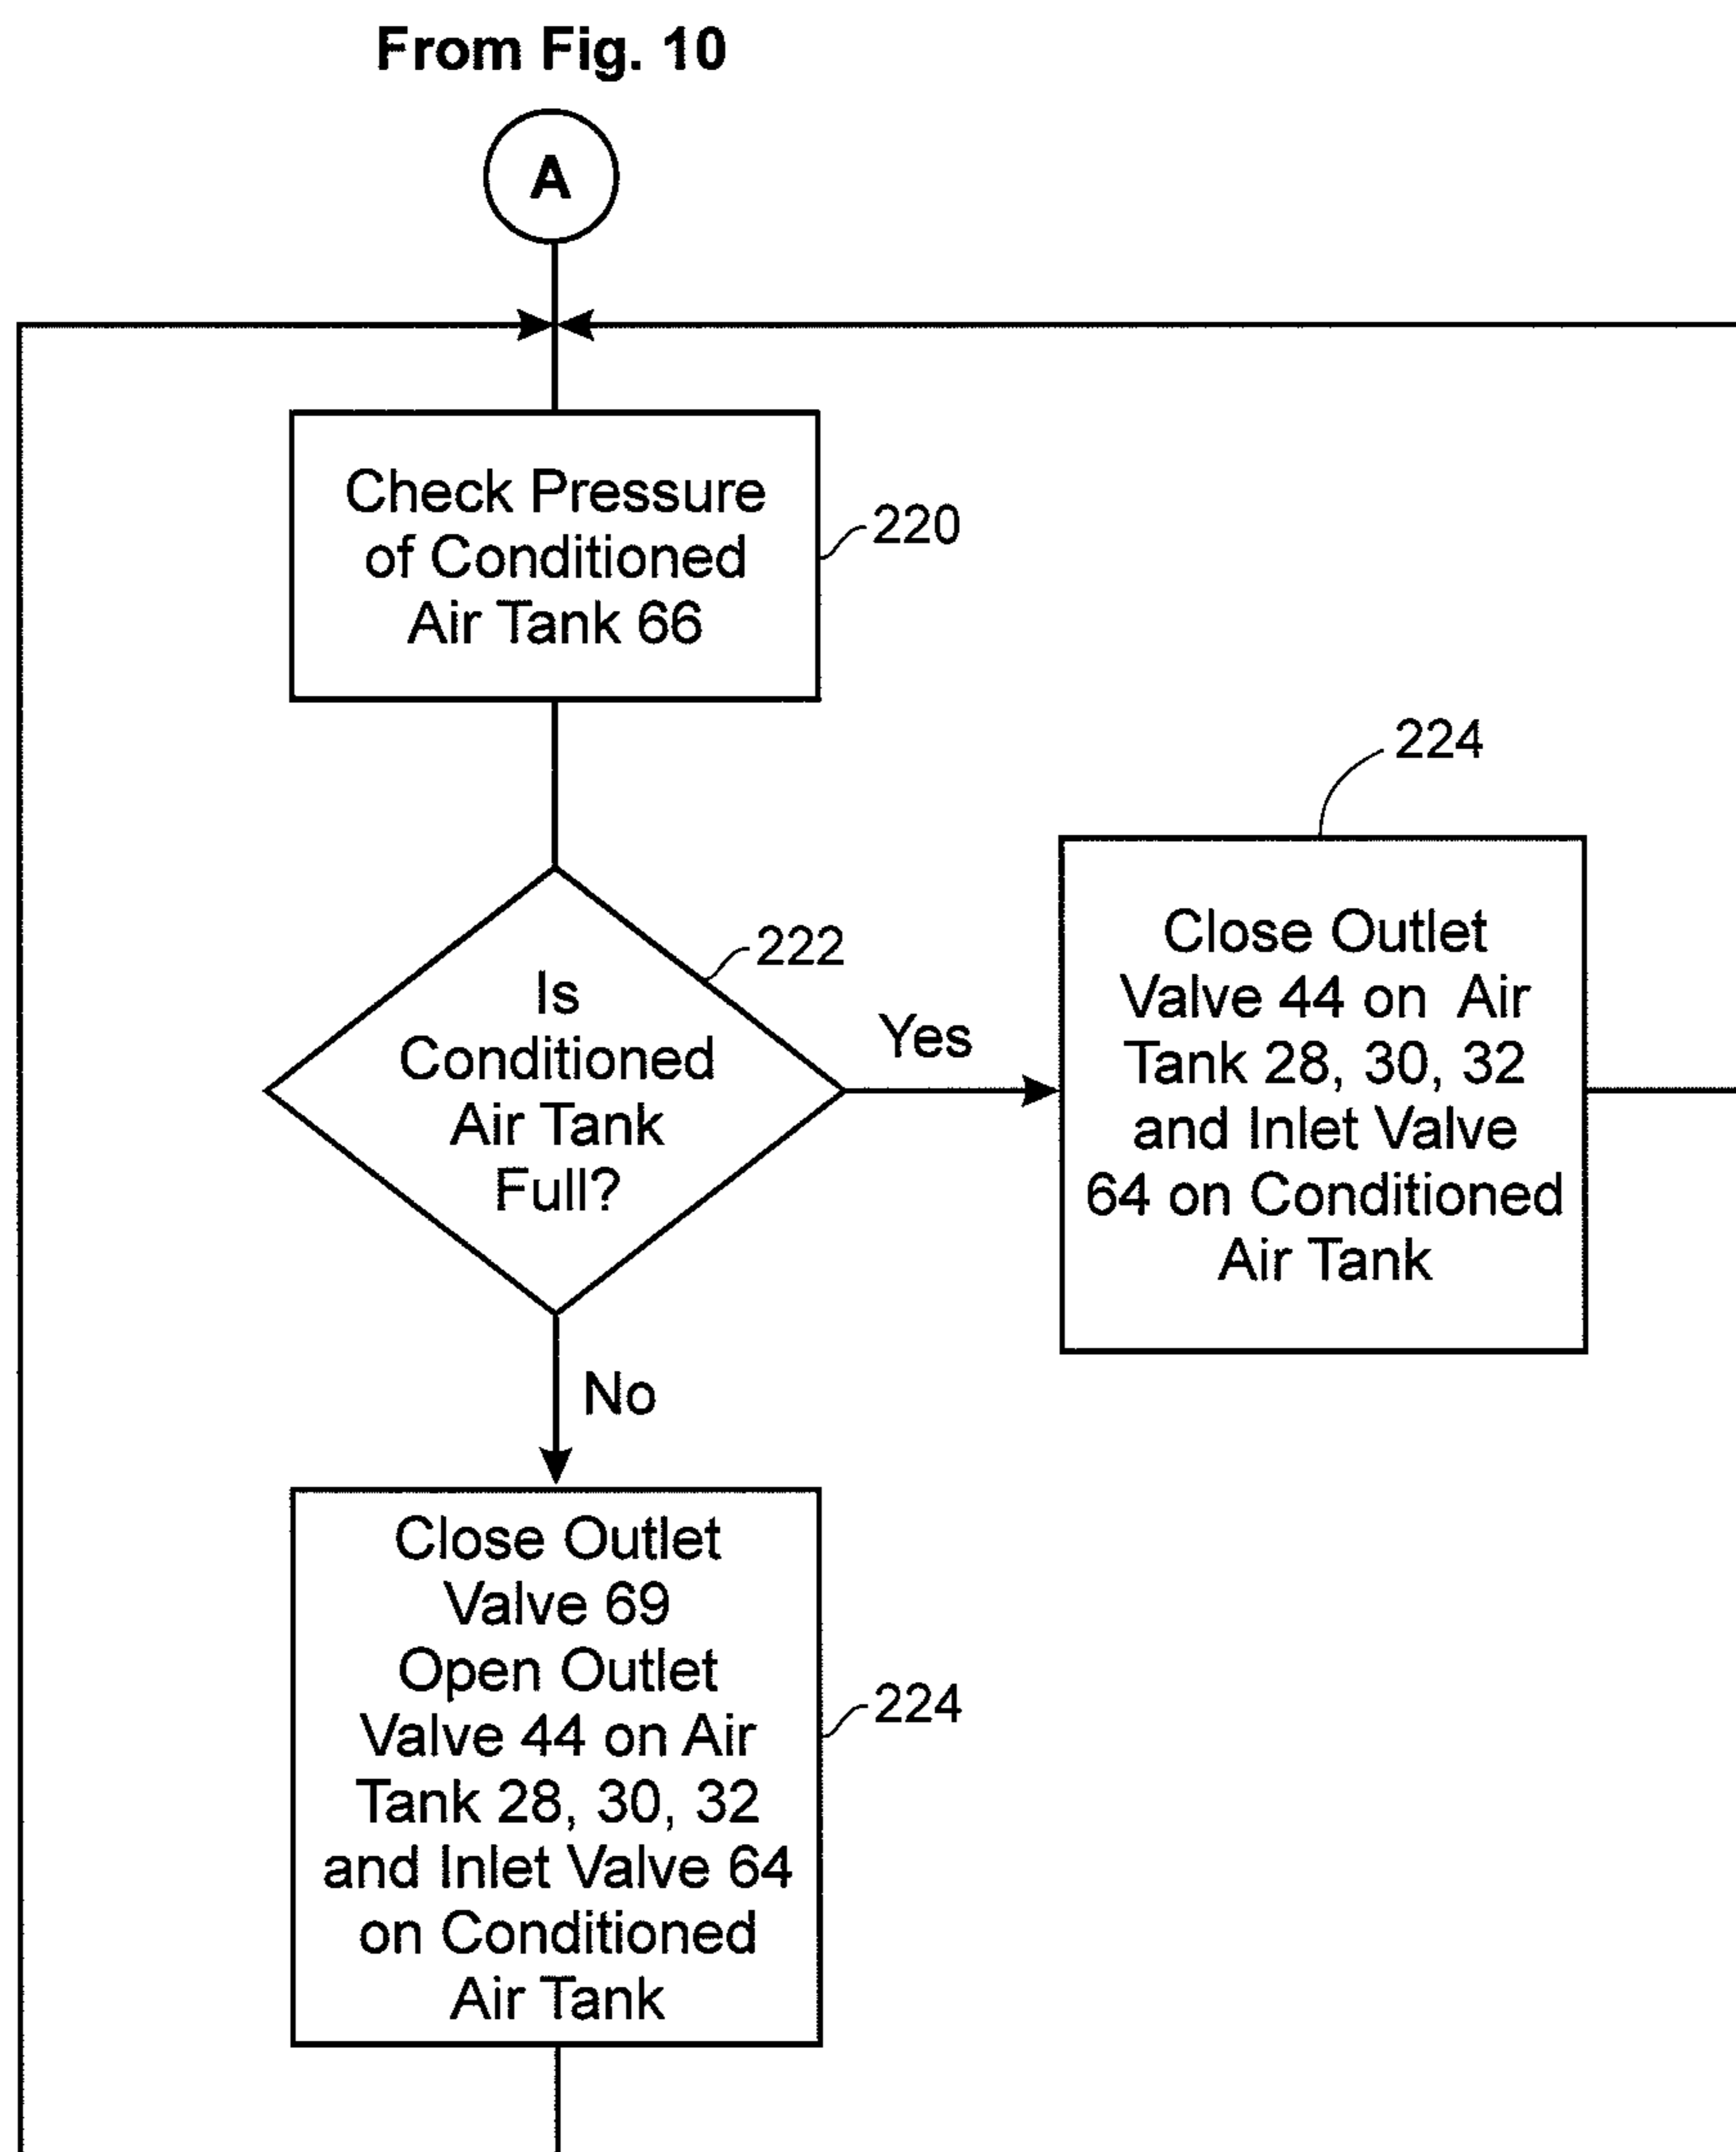 From Fig. 10
A
Check Pressure
of Conditioned
Air Tank 66
220
222
Is
Conditioned
Air Tank
Full?
Yes
224
Close Outlet
Valve 44 on Air
Tank 28, 30, 32
and Inlet Valve
64 on Conditioned
Air Tank
No
Close Outlet
Valve 69
Open Outlet
Valve 44 on Air
Tank 28, 30, 32
and Inlet Valve 64
on Conditioned
Air Tank
224